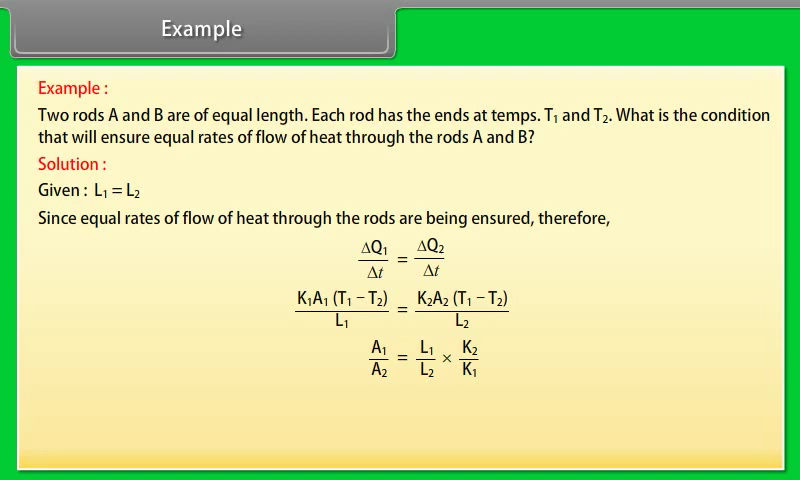 Example
Example :
Two rods A and B are of equal length. Each rod has the ends at temps. T₁ and T₂. What is the condition
that will ensure equal rates of flow of heat through the rods A and B?
Solution :
Given : L₁ = L₂
Since equal rates of flow of heat through the rods are being ensured, therefore,
ΔQ₁/Δt = ΔQ₂/Δt
K₁A₁ (T₁ − T₂)/L₁ = K₂A₂ (T₁ − T₂)/L₂
A₁/A₂ = L₁/L₂ × K₂/K₁